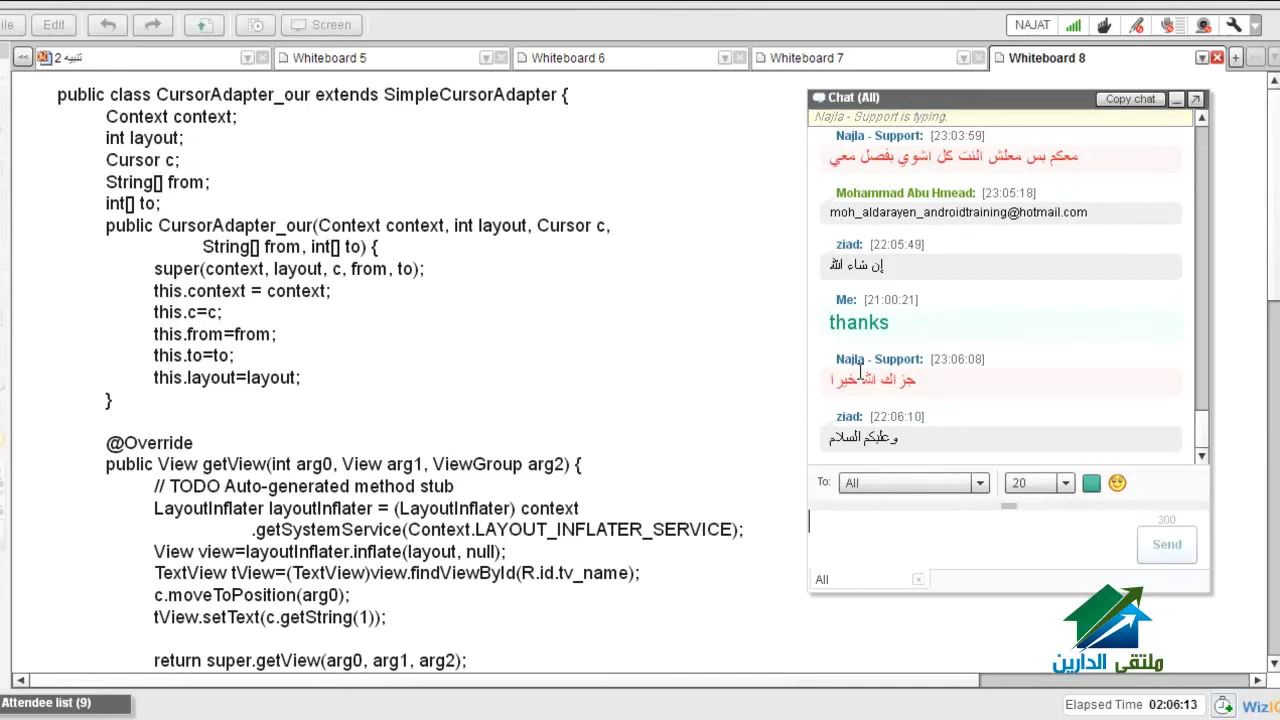 ile Edit Screen NAJAT
<< تنبيه 2 Whiteboard 5 Whiteboard 6 Whiteboard 7 Whiteboard 8
public class CursorAdapter_our extends SimpleCursorAdapter {
Context context;
int layout;
Cursor c;
String[] from;
int[] to;
public CursorAdapter_our(Context context, int layout, Cursor c,
String[] from, int[] to) {
super(context, layout, c, from, to);
this.context = context;
this.c=c;
this.from=from;
this.to=to;
this.layout=layout;
}
@Override
public View getView(int arg0, View arg1, ViewGroup arg2) {
// TODO Auto-generated method stub
LayoutInflater layoutInflater = (LayoutInflater) context
.getSystemService(Context.LAYOUT_INFLATER_SERVICE);
View view=layoutInflater.inflate(layout, null);
TextView tView=(TextView)view.findViewById(R.id.tv_name);
c.moveToPosition(arg0);
tView.setText(c.getString(1));
return super.getView(arg0, arg1, arg2);
Chat (All) Copy chat
Najla - Support is typing.
Najla - Support: [23:03:59]
معكم بس معلش النت كل اشوي بفصل معي
Mohammad Abu Hmead: [23:05:18]
moh_aldarayen_androidtraining@hotmail.com
ziad: [22:05:49]
إن شاء الله
Me: [21:00:21]
thanks
Najla - Support: [23:06:08]
جزاك الله خيرا
ziad: [22:06:10]
وعليكم السلام
To: All 20
300
Send
All
ملتقى الدارين
Attendee list (9) Elapsed Time 02:06:13 WizIQ